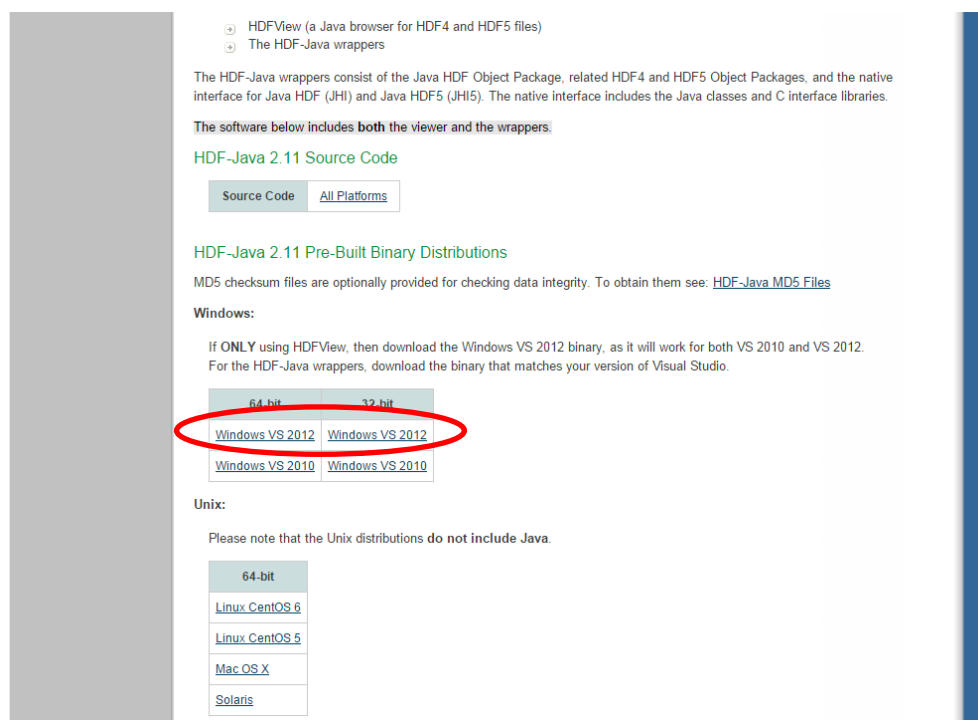 HDFView (a Java browser for HDF4 and HDF5 files)
The HDF-Java wrappers
The HDF-Java wrappers consist of the Java HDF Object Package, related HDF4 and HDF5 Object Packages, and the native
interface for Java HDF (JHI) and Java HDF5 (JHI5). The native interface includes the Java classes and C interface libraries.
The software below includes both the viewer and the wrappers.
HDF-Java 2.11 Source Code
Source Code All Platforms
HDF-Java 2.11 Pre-Built Binary Distributions
MD5 checksum files are optionally provided for checking data integrity. To obtain them see: HDF-Java MD5 Files
Windows:
If ONLY using HDFView, then download the Windows VS 2012 binary, as it will work for both VS 2010 and VS 2012.
For the HDF-Java wrappers, download the binary that matches your version of Visual Studio.
64-bit 32-bit
Windows VS 2012 Windows VS 2012
Windows VS 2010 Windows VS 2010
Unix:
Please note that the Unix distributions do not include Java.
64-bit
Linux CentOS 6
Linux CentOS 5
Mac OS X
Solaris